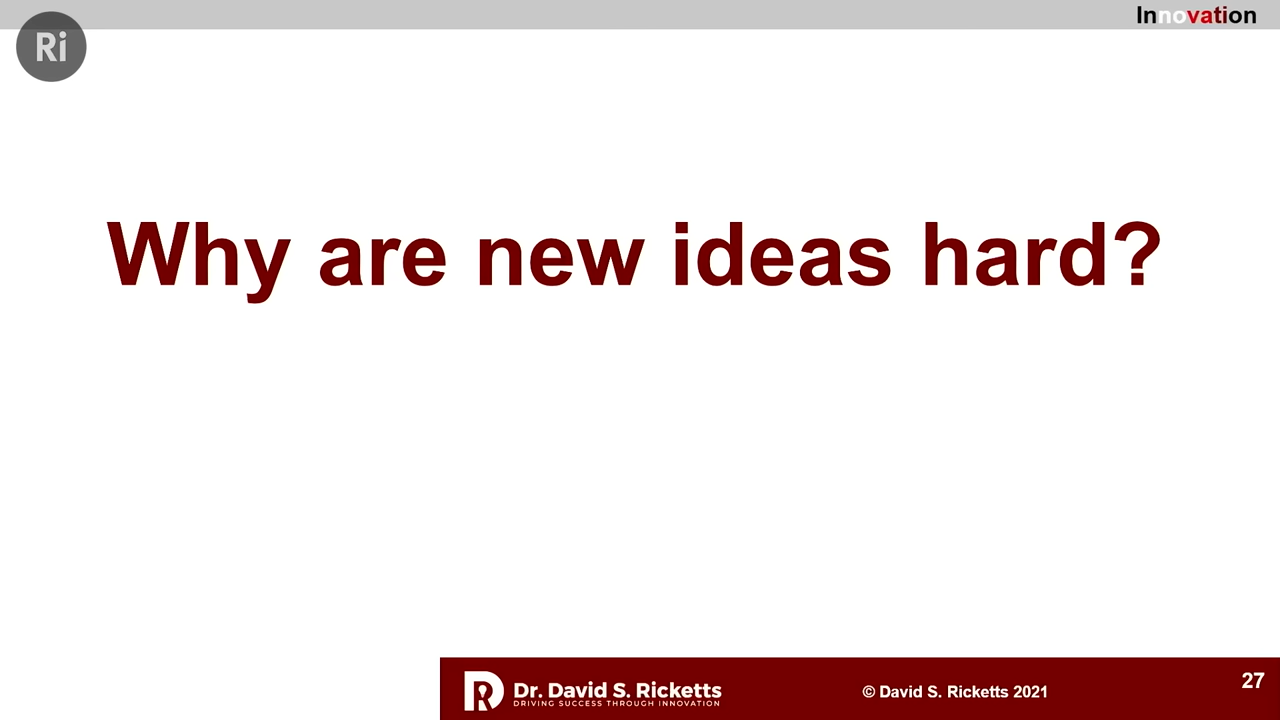 Innovation
Ri
Why are new ideas hard?
Dr. David S. Ricketts
DRIVING SUCCESS THROUGH INNOVATION
© David S. Ricketts 2021
27